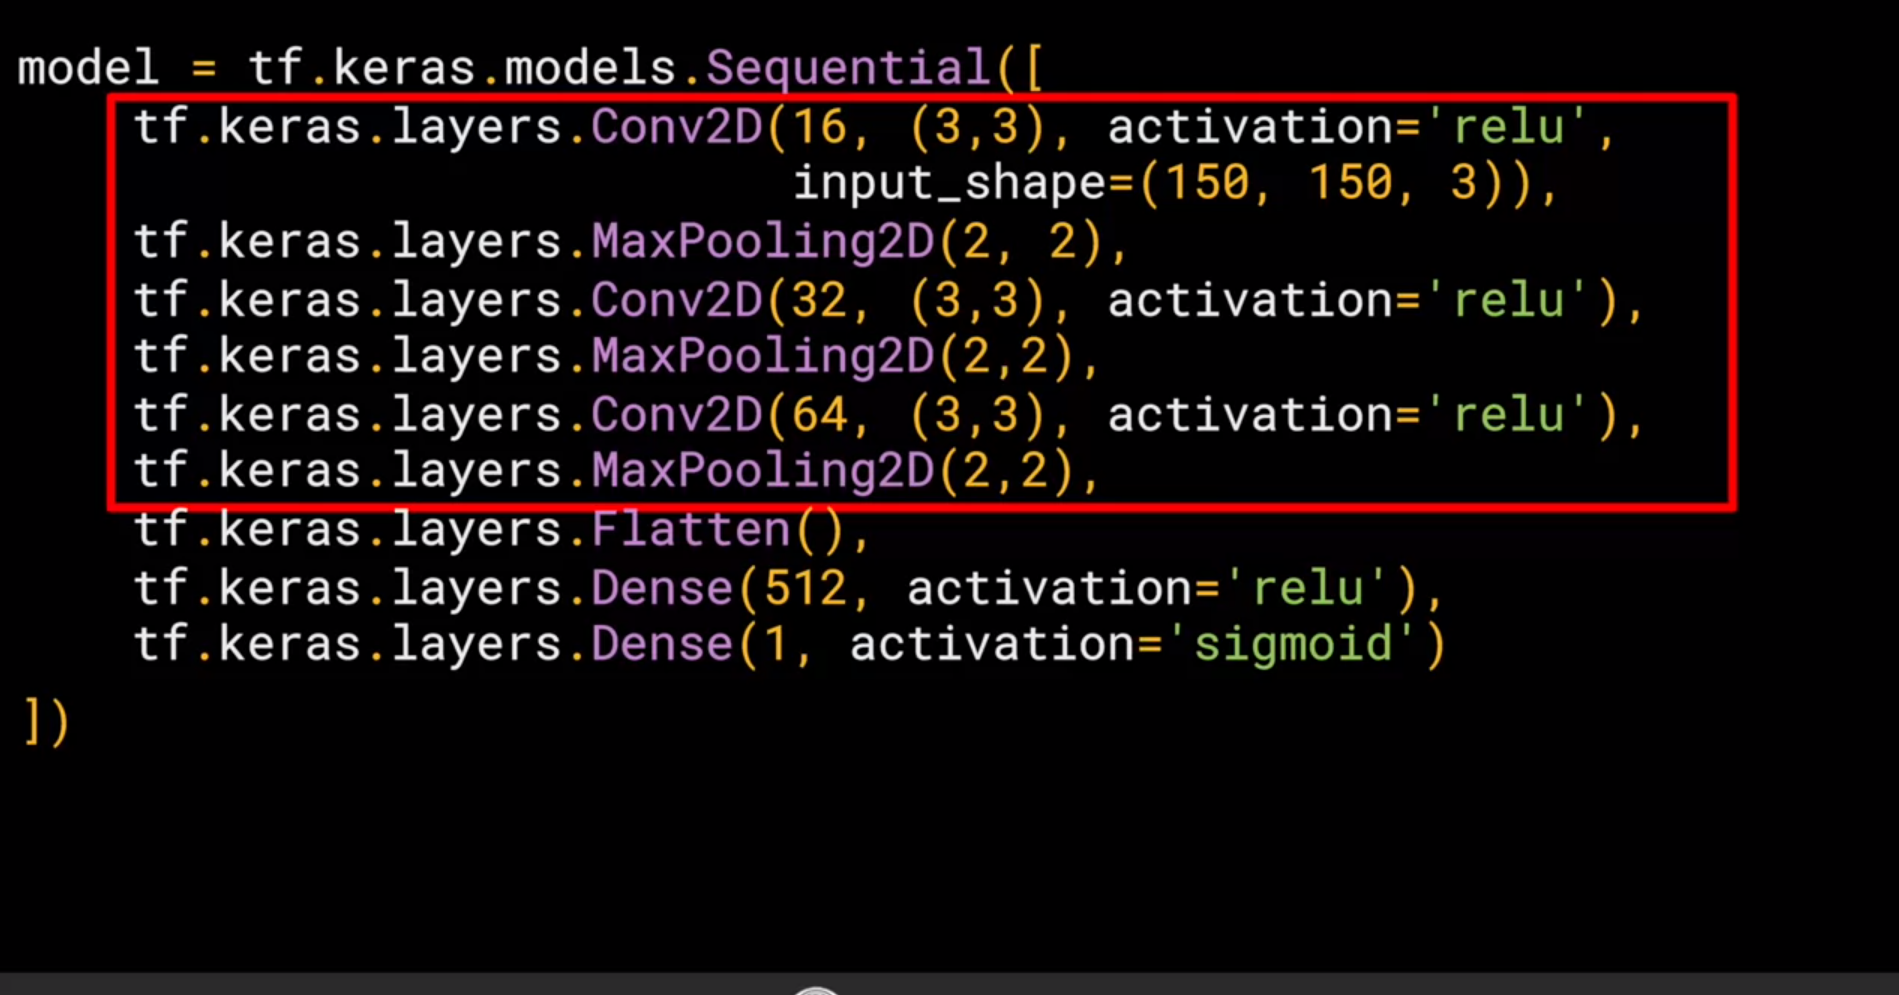 model = tf.keras.models.Sequential([
    tf.keras.layers.Conv2D(16, (3,3), activation='relu',
                           input_shape=(150, 150, 3)),
    tf.keras.layers.MaxPooling2D(2, 2),
    tf.keras.layers.Conv2D(32, (3,3), activation='relu'),
    tf.keras.layers.MaxPooling2D(2,2),
    tf.keras.layers.Conv2D(64, (3,3), activation='relu'),
    tf.keras.layers.MaxPooling2D(2,2),
    tf.keras.layers.Flatten(),
    tf.keras.layers.Dense(512, activation='relu'),
    tf.keras.layers.Dense(1, activation='sigmoid')
])